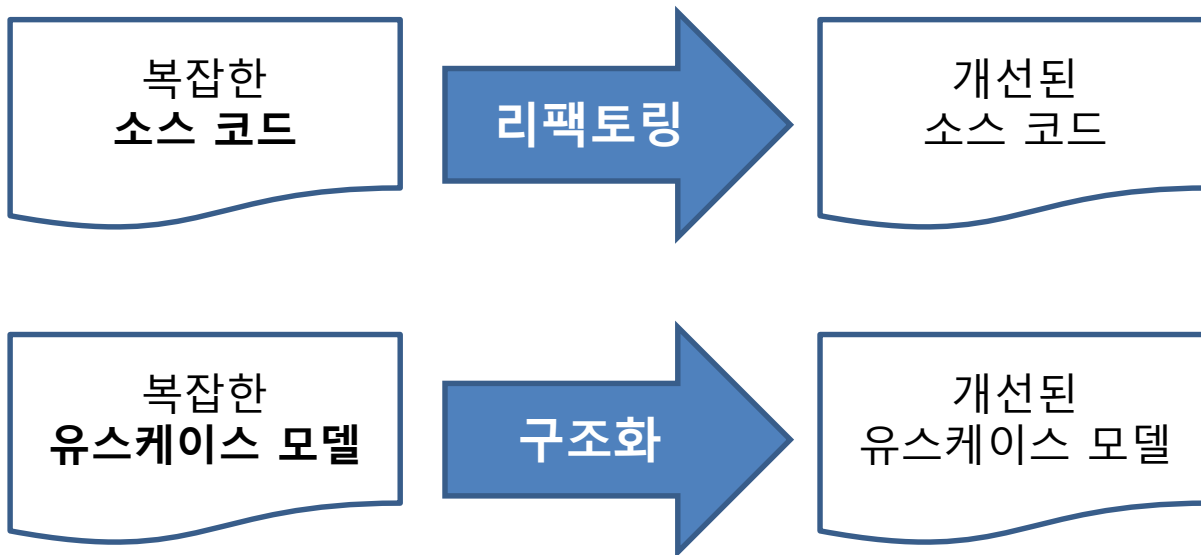 복잡한
소스 코드
리팩토링
개선된
소스 코드
복잡한
유스케이스 모델
구조화
개선된
유스케이스 모델